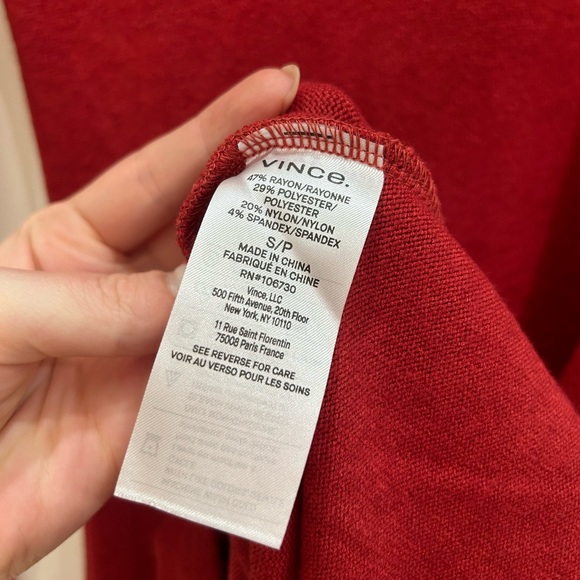 VINCe.
47% RAYON/RAYONNE
29% POLYESTER/
POLYESTER
20% NYLON/NYLON
4% SPANDEX/SPANDEX
S/P
MADE IN CHINA
FABRIQUÉ EN CHINE
RN#106730
Vince, LLC
500 Fifth Avenue, 20th Floor
New York, NY 10110
11 Rue Saint Florentin
75008 Paris France
SEE REVERSE FOR CARE
VOIR AU VERSO POUR LES SOINS